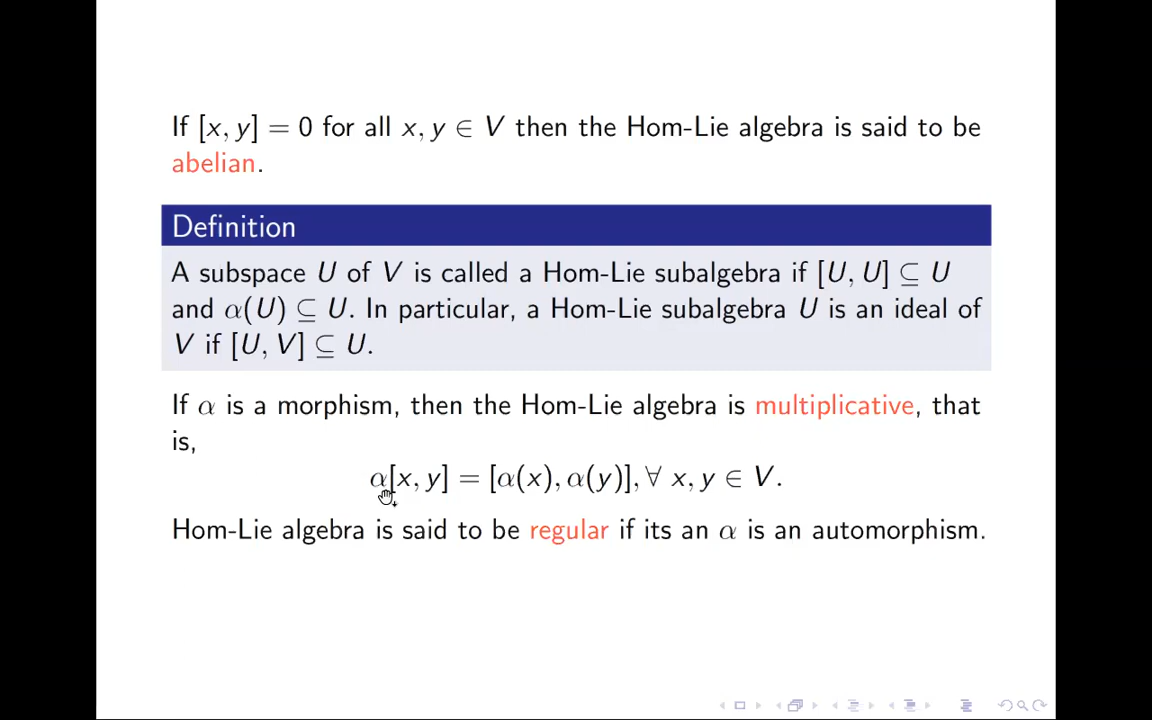 If [x, y] = 0 for all x, y ∈ V then the Hom-Lie algebra is said to be
abelian.
Definition
A subspace U of V is called a Hom-Lie subalgebra if [U, U] ⊆ U
and α(U) ⊆ U. In particular, a Hom-Lie subalgebra U is an ideal of
V if [U, V] ⊆ U.
If α is a morphism, then the Hom-Lie algebra is multiplicative, that
is,
α[x, y] = [α(x), α(y)], ∀ x, y ∈ V.
Hom-Lie algebra is said to be regular if its an α is an automorphism.